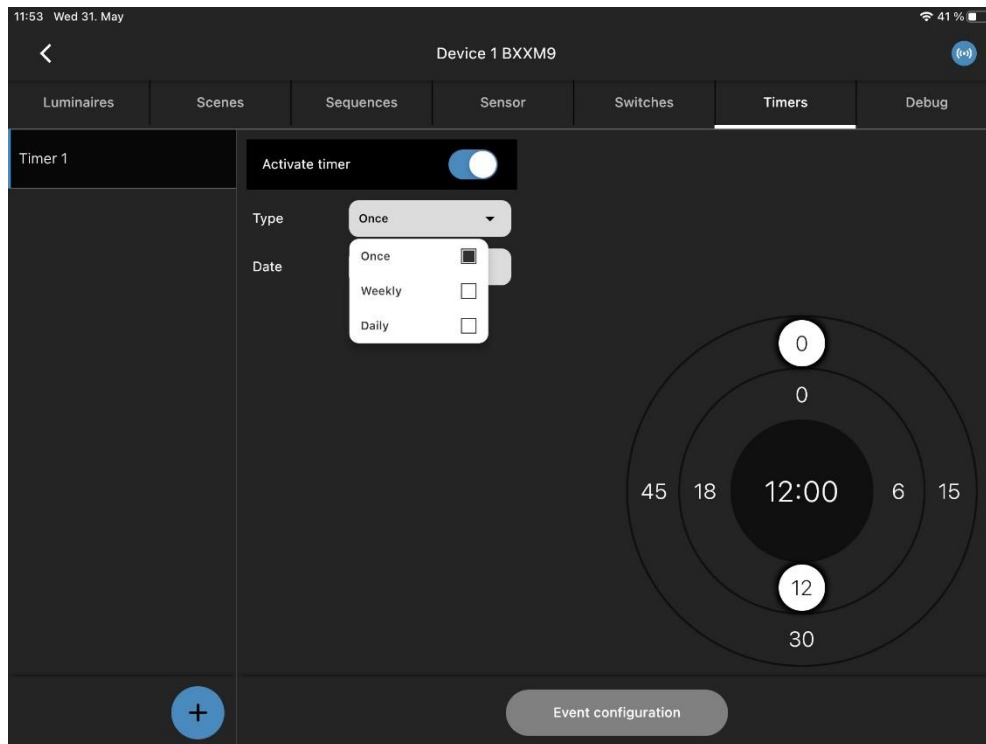 11:53 Wed 31. May
41 %
Device 1 BXXM9
Luminaires Scenes Sequences Sensor Switches Timers Debug
Timer 1
Activate timer
Type
Once
Date
Once
Weekly
Daily
0
0
45 18 12:00 6 15
12
30
+
Event configuration